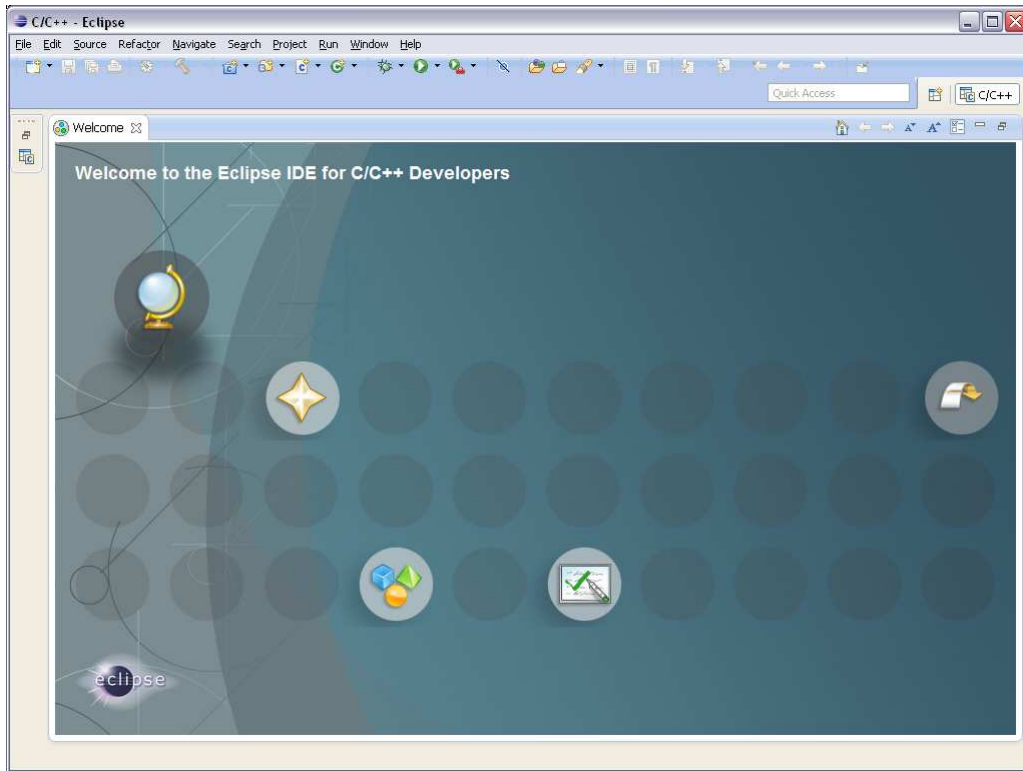 C/C++ - Eclipse
File Edit Source Refactor Navigate Search Project Run Window Help
Quick Access
C/C++
Welcome
Welcome to the Eclipse IDE for C/C++ Developers
eclipse